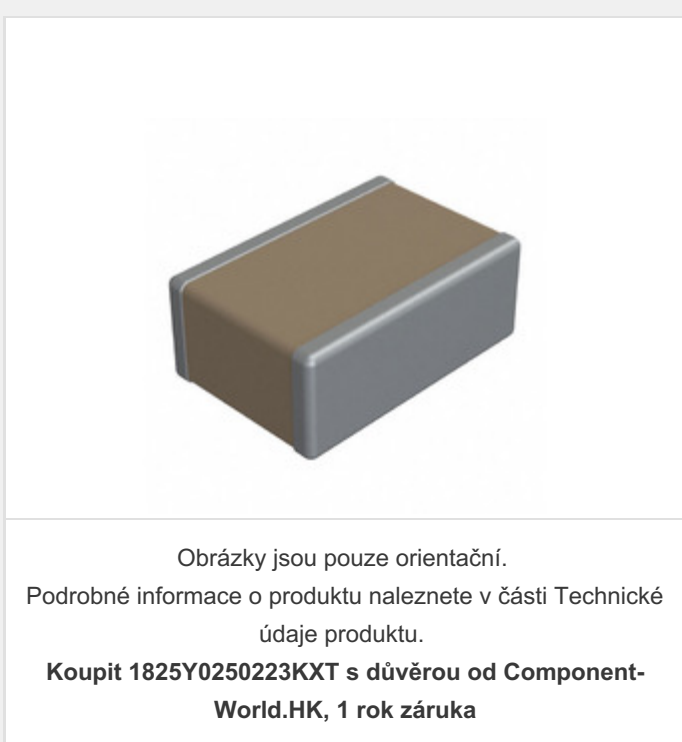 Obrázky jsou pouze orientační.
Podrobné informace o produktu naleznete v části Technické
údaje produktu.
Koupit 1825Y0250223KXT s důvěrou od Component-
World.HK, 1 rok záruka